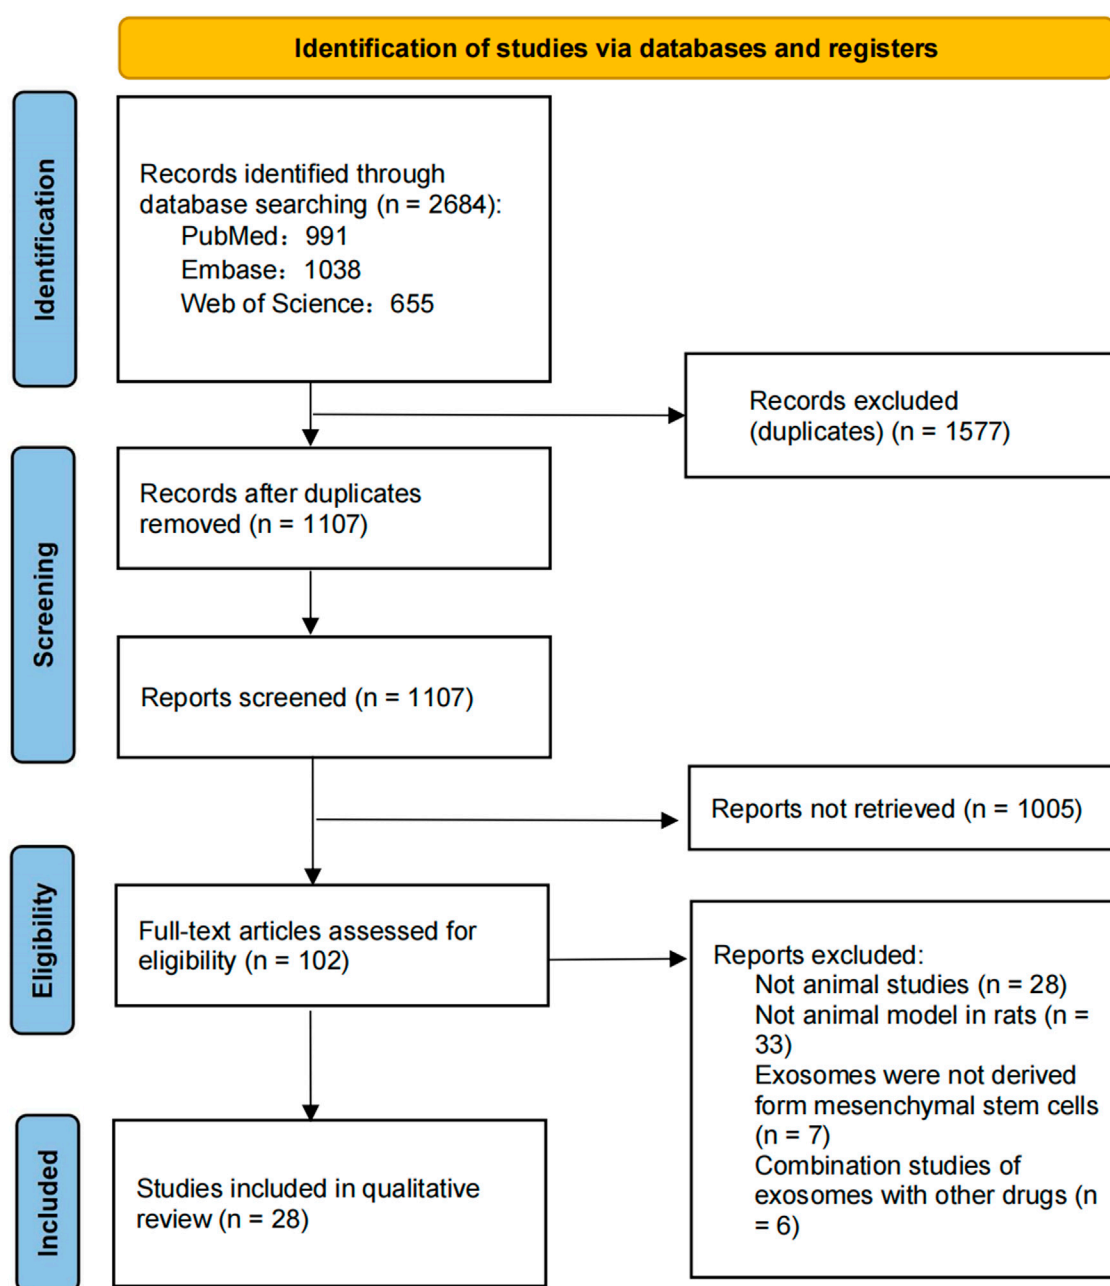 Identification of studies via databases and registers
Identification
Records identified through
database searching (n = 2684):
PubMed：991
Embase：1038
Web of Science：655
Records excluded
(duplicates) (n = 1577)
Screening
Records after duplicates
removed (n = 1107)
Reports screened (n = 1107)
Reports not retrieved (n = 1005)
Eligibility
Full-text articles assessed for
eligibility (n = 102)
Reports excluded:
Not animal studies (n = 28)
Not animal model in rats (n =
33)
Exosomes were not derived
form mesenchymal stem cells
(n = 7)
Combination studies of
exosomes with other drugs (n
= 6)
Included
Studies included in qualitative
review (n = 28)